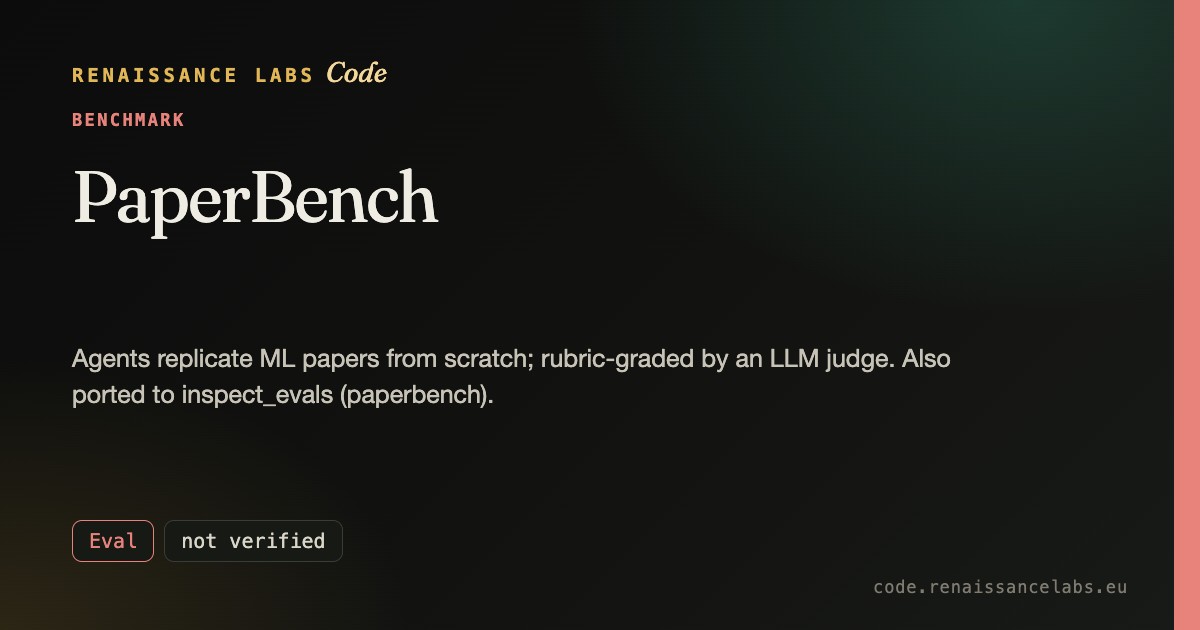 RENAISSANCE LABS Code
BENCHMARK
PaperBench
Agents replicate ML papers from scratch; rubric-graded by an LLM judge. Also
ported to inspect_evals (paperbench).
Eval
not verified
code.renaissancelabs.eu